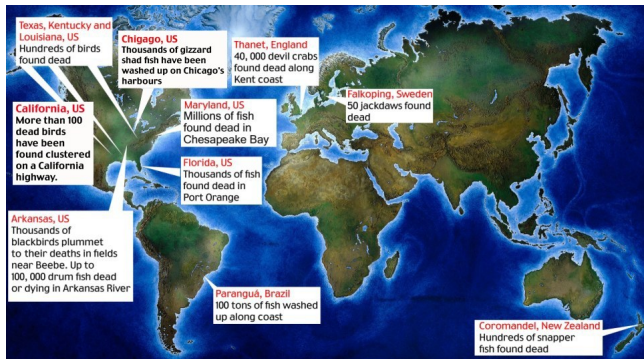 Texas, Kentucky and
Louisiana, US
Hundreds of birds
found dead
Chigago, US
Thousands of gizzard
shad fish have been
washed up on Chicago's
harbours
Thanet, England
40, 000 devil crabs
found dead along
Kent coast
Falkoping, Sweden
50 jackdaws found
dead
California, US
More than 100
dead birds
have been
found clustered
on a California
highway.
Maryland, US
Millions of fish
found dead in
Chesapeake Bay
Florida, US
Thousands of fish
found dead in
Port Orange
Arkansas, US
Thousands of
blackbirds plummet
to their deaths in fields
near Beebe. Up to
100, 000 drum fish dead
or dying in Arkansas River
Paranguá, Brazil
100 tons of fish washed
up along coast
Coromandel, New Zealand
Hundreds of snapper
fish found dead